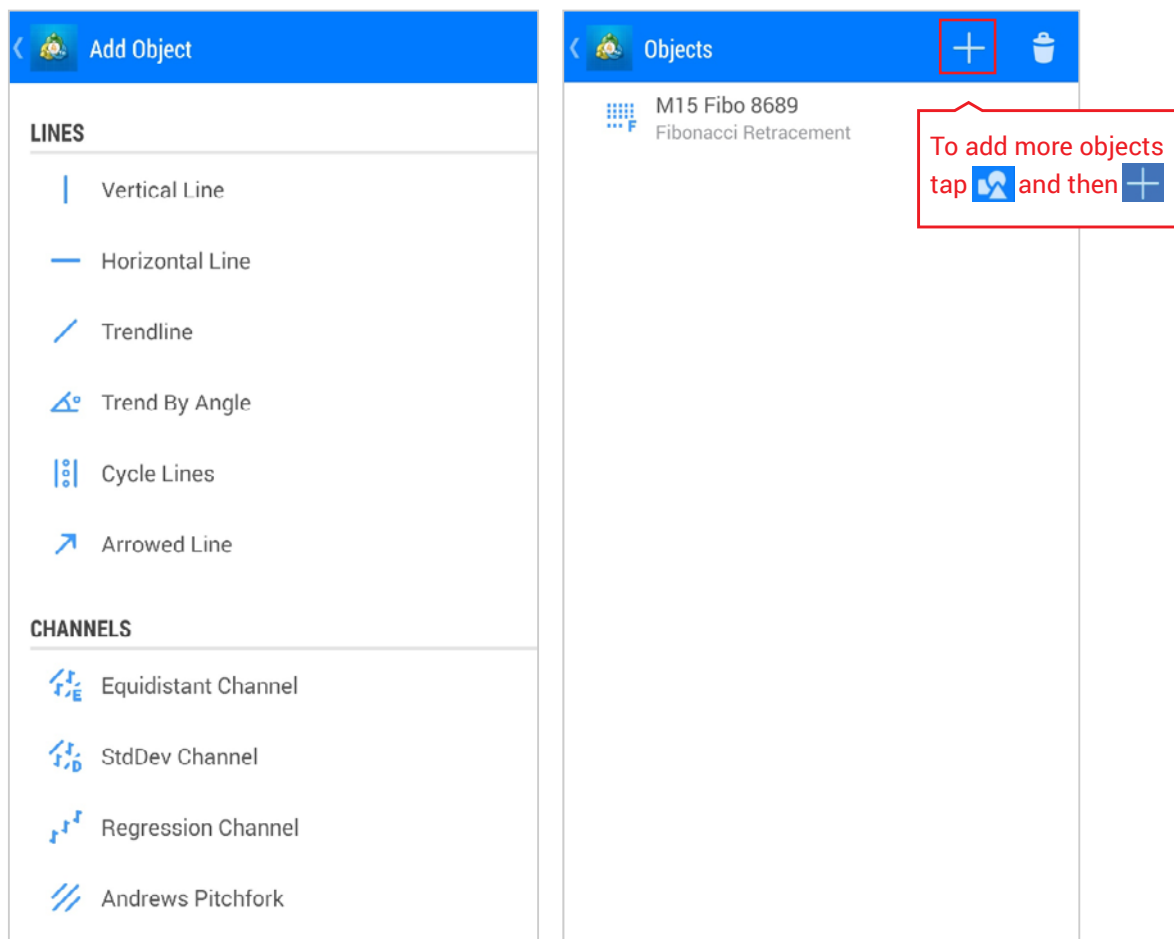 Add Object
LINES
Vertical Line
Horizontal Line
Trendline
Trend By Angle
Cycle Lines
Arrowed Line
CHANNELS
Equidistant Channel
StdDev Channel
Regression Channel
Andrews Pitchfork
Objects
M15 Fibo 8689
Fibonacci Retracement
To add more objects
tap and then